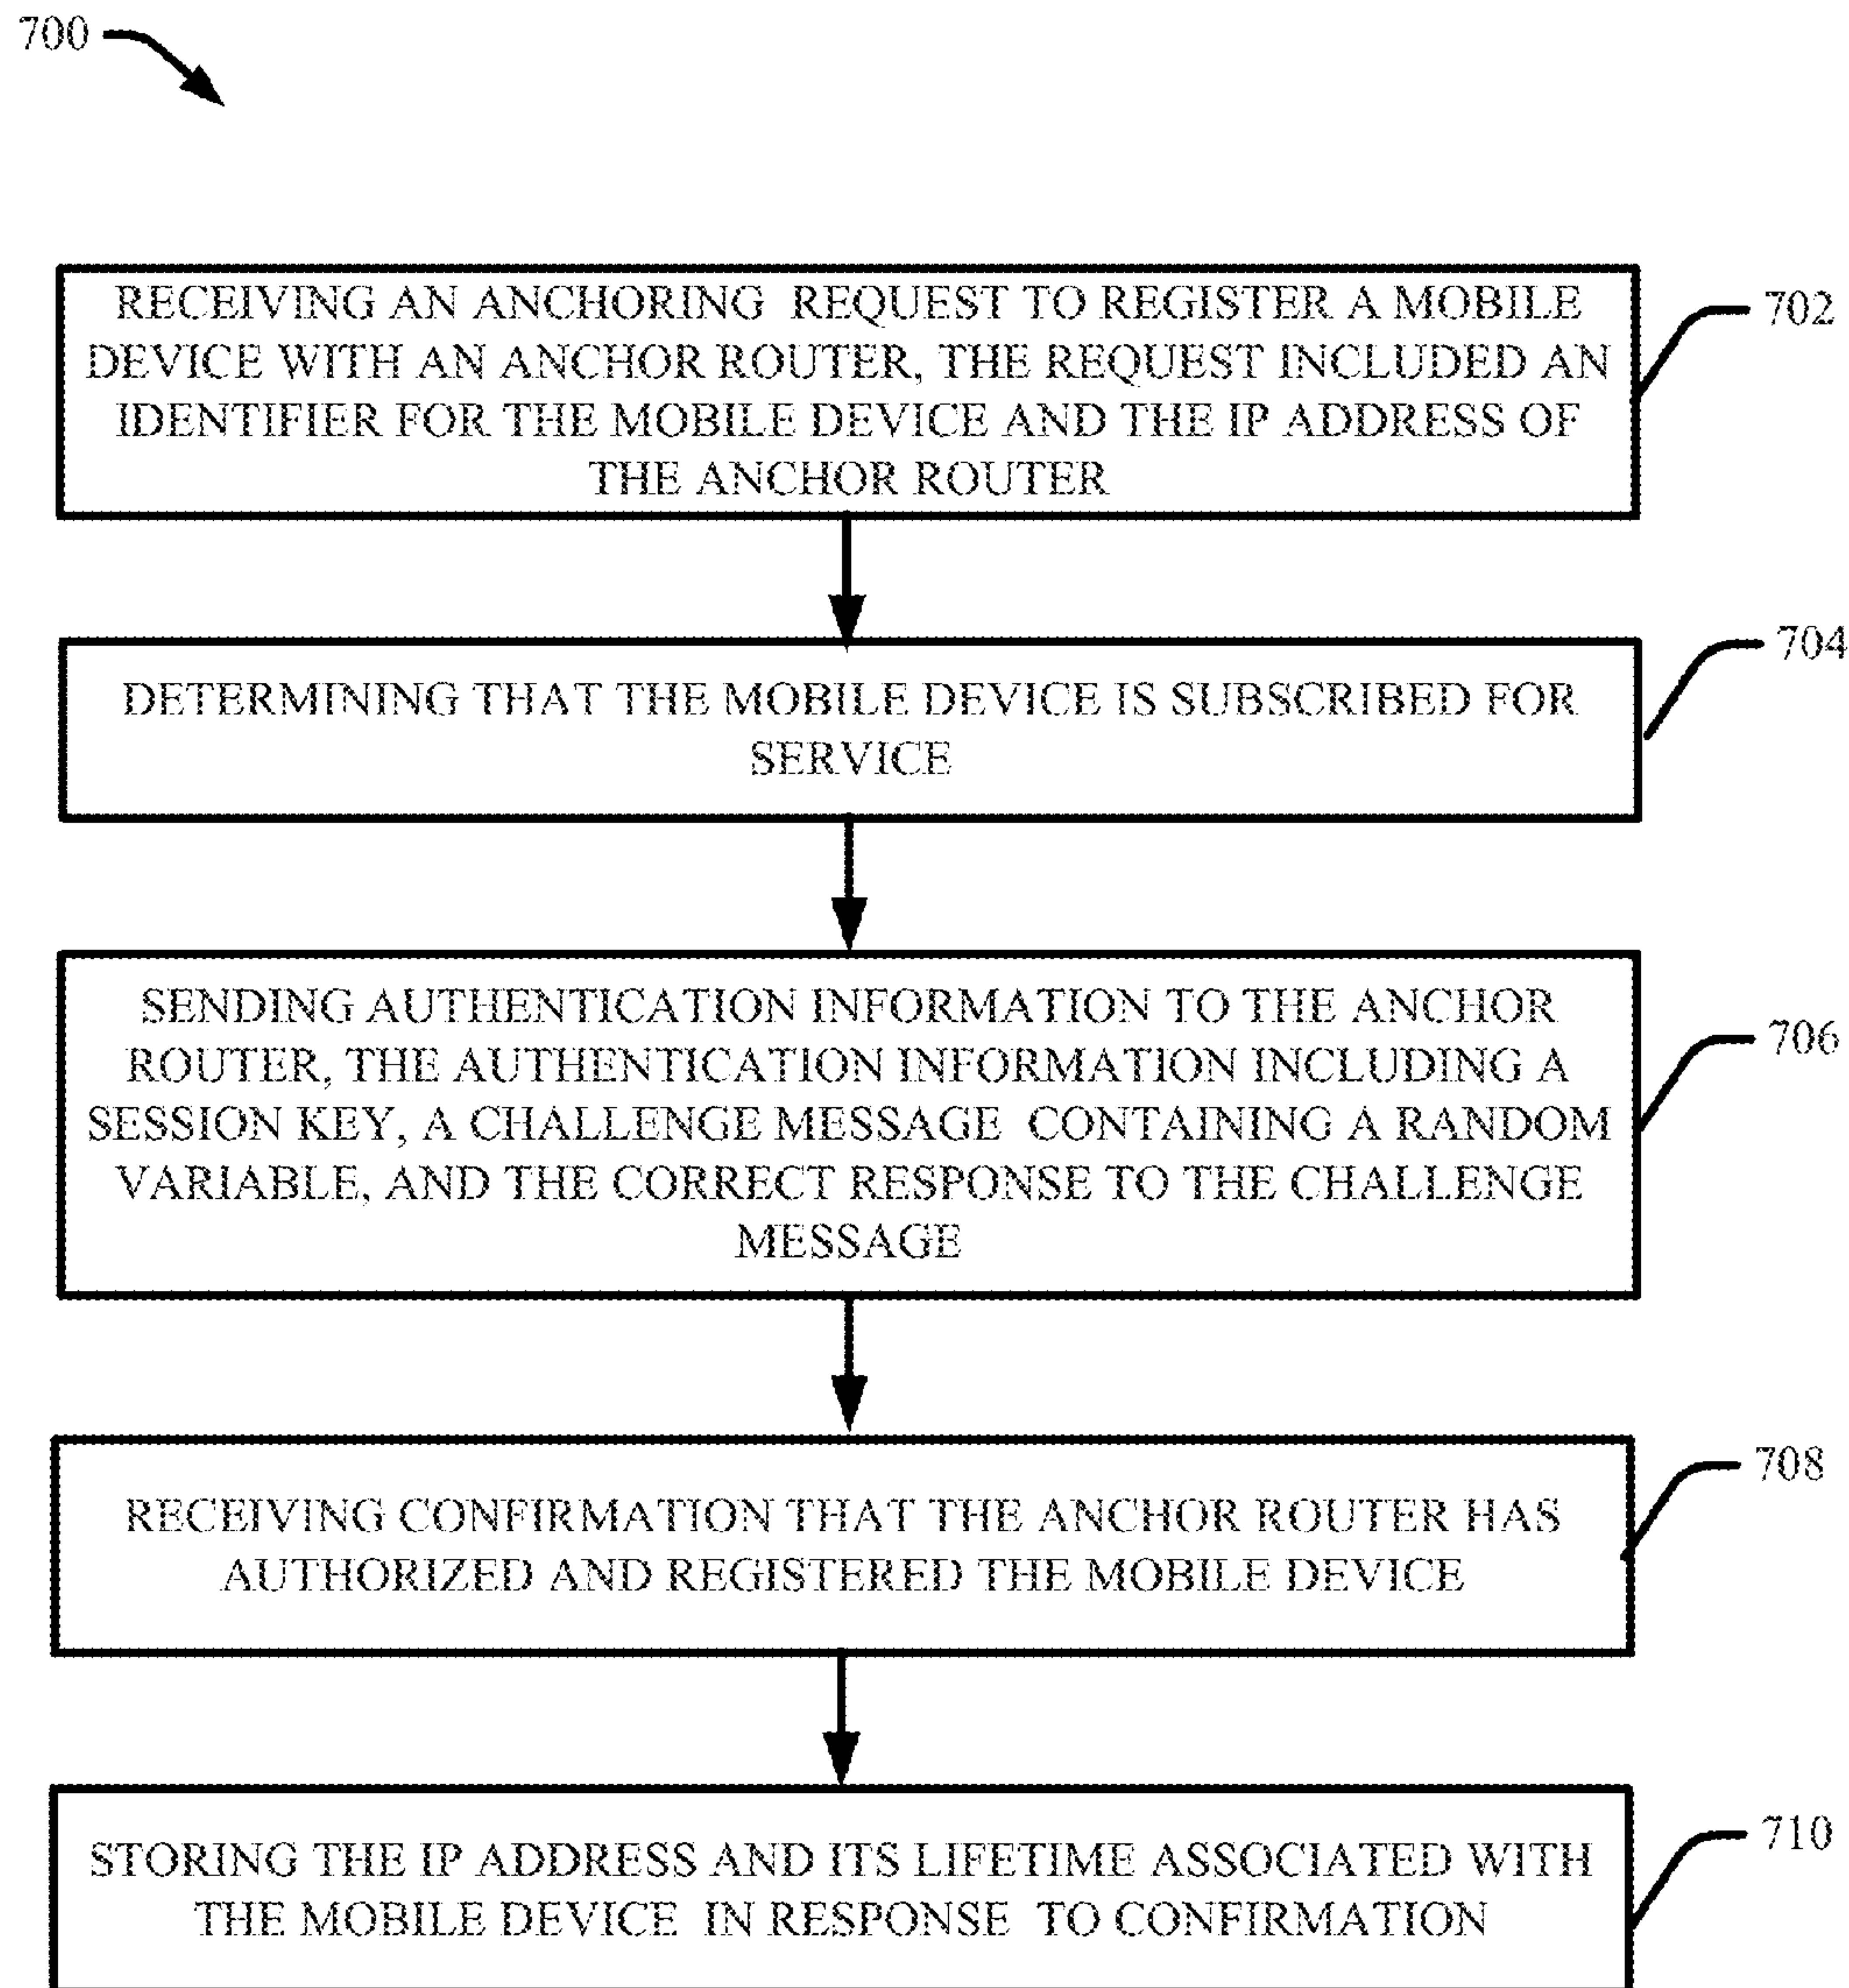 700
RECEIVING AN ANCHORING REQUEST TO REGISTER A MOBILE
DEVICE WITH AN ANCHOR ROUTER, THE REQUEST INCLUDED AN
IDENTIFIER FOR THE MOBILE DEVICE AND THE IP ADDRESS OF
THE ANCHOR ROUTER
702
DETERMINING THAT THE MOBILE DEVICE IS SUBSCRIBED FOR
SERVICE
704
SENDING AUTHENTICATION INFORMATION TO THE ANCHOR
ROUTER, THE AUTHENTICATION INFORMATION INCLUDING A
SESSION KEY, A CHALLENGE MESSAGE CONTAINING A RANDOM
VARIABLE, AND THE CORRECT RESPONSE TO THE CHALLENGE
MESSAGE
706
RECEIVING CONFIRMATION THAT THE ANCHOR ROUTER HAS
AUTHORIZED AND REGISTERED THE MOBILE DEVICE
708
STORING THE IP ADDRESS AND ITS LIFETIME ASSOCIATED WITH
THE MOBILE DEVICE IN RESPONSE TO CONFIRMATION
710